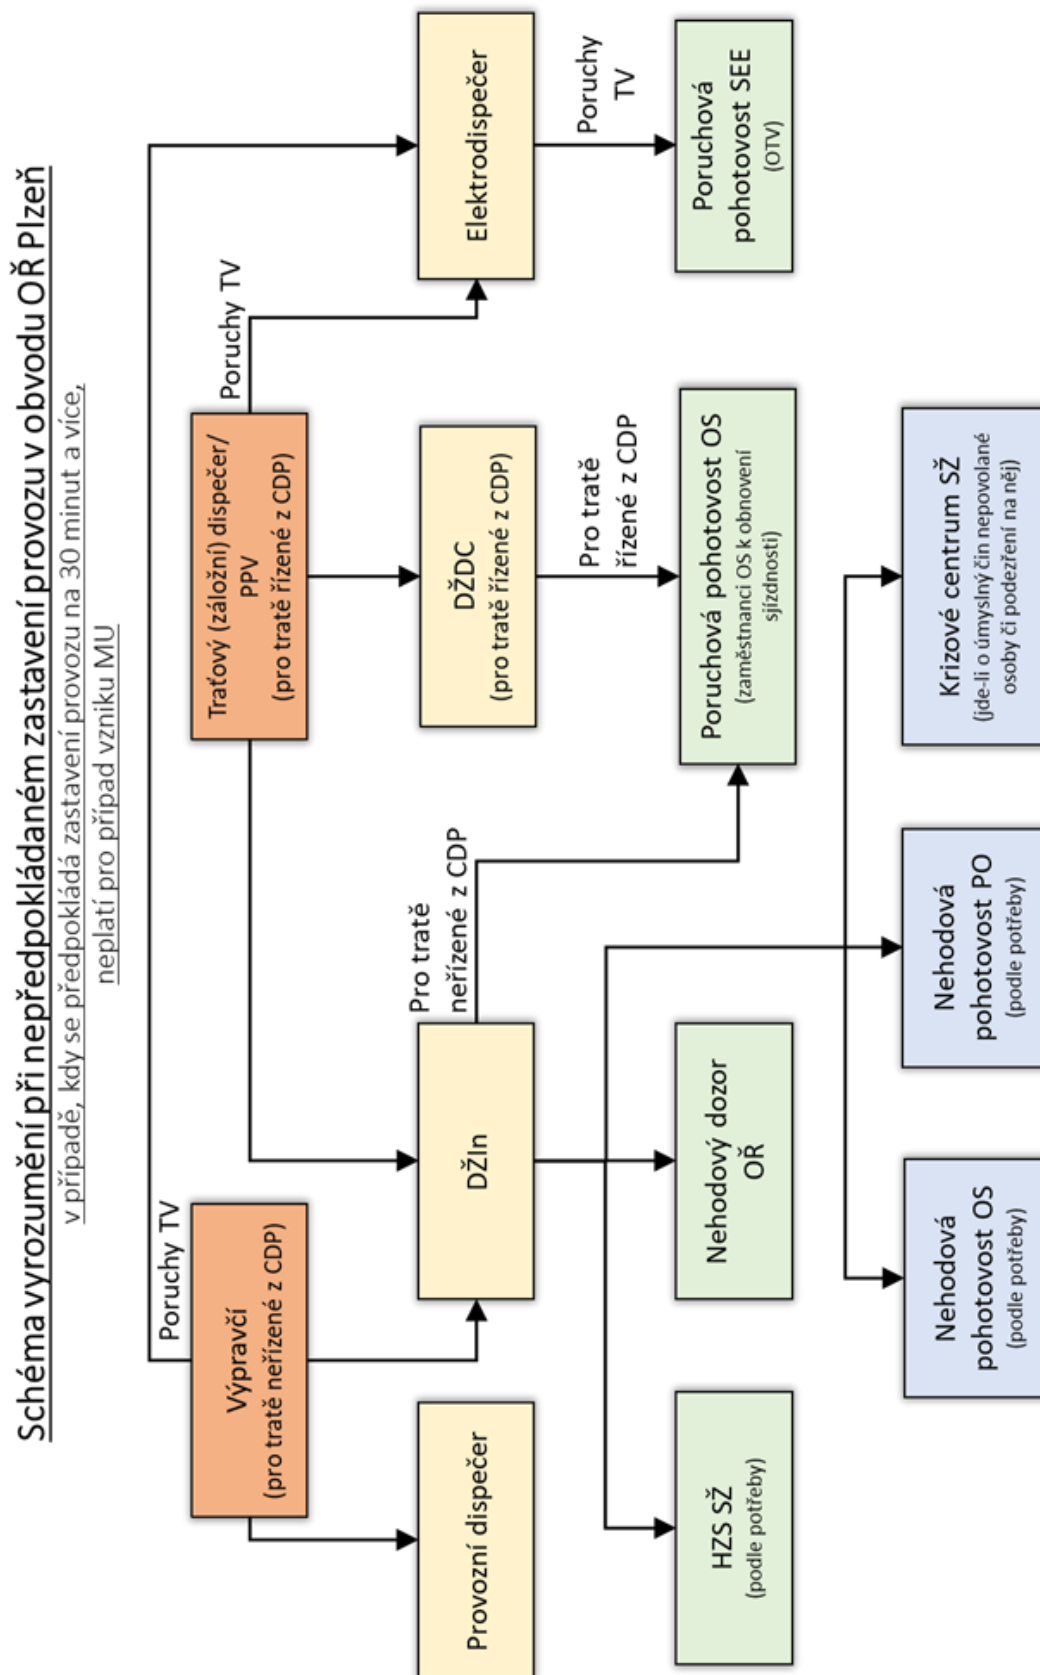 Schéma vyrozumění při nepředpokládaném zastavení provozu v obvodu OŘ Plzeň
v případě, kdy se předpokládá zastavení provozu na 30 minut a více,
neplatí pro případ vzniku MU
Poruchy TV
Výpravčí
(pro tratě neřízené z CDP)
Traťový (záložní) dispečer/
PPV
(pro tratě řízené z CDP)
Poruchy TV
Provozní dispečer
DŽIn
Pro tratě
neřízené z CDP
DŽDC
(pro tratě řízené z CDP)
Elektrodispečer
Pro tratě
řízené z CDP
Poruchy
TV
HZS SŽ
(podle potřeby)
Nehodový dozor
OŘ
Poruchová pohotovost OS
(zaměstnanci OS k obnovení
sjízdnosti)
Poruchová
pohotovost SEE
(OTV)
Nehodová
pohotovost OS
(podle potřeby)
Nehodová
pohotovost PO
(podle potřeby)
Krizové centrum SŽ
(jde-li o úmyslný čin nepovolané
osoby či podezření na něj)